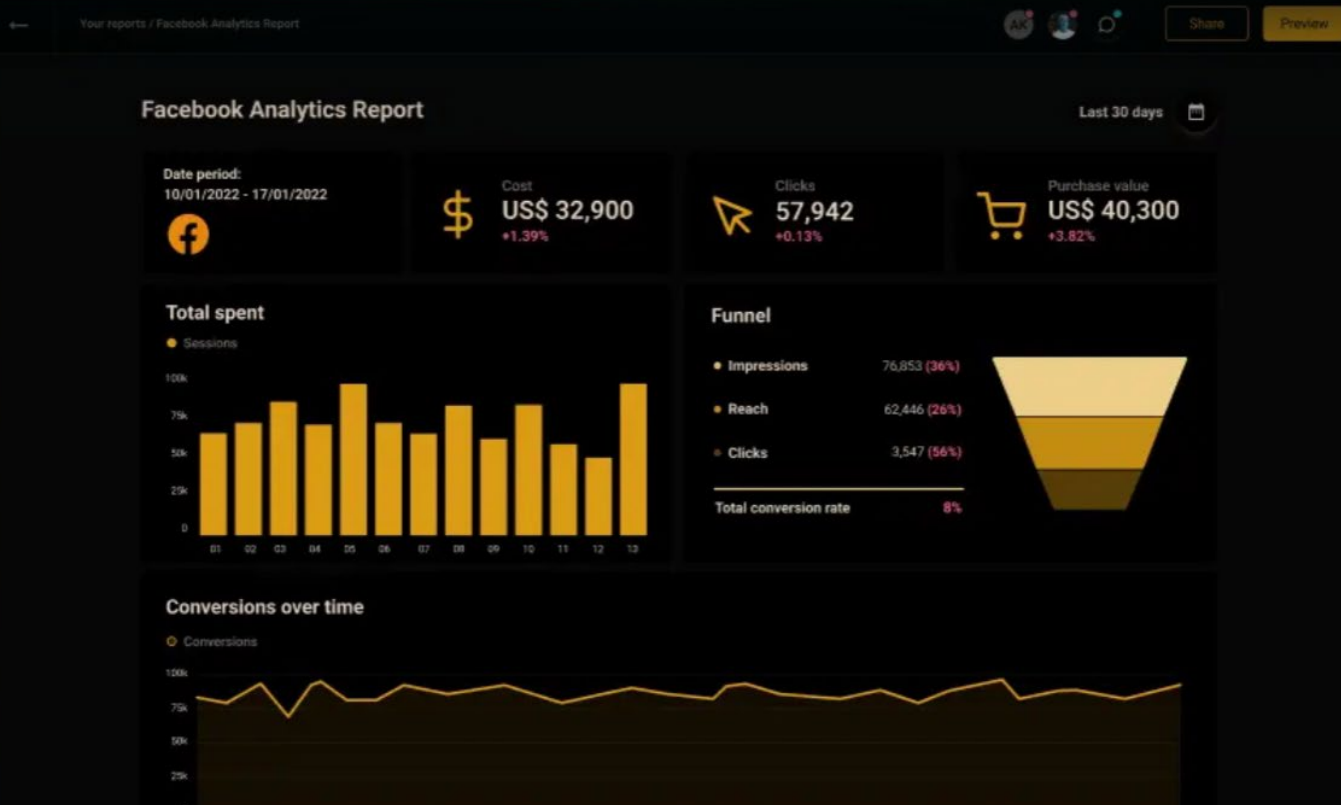 Your reports / Facebook Analytics Report
AK
Share
Preview
Facebook Analytics Report
Last 30 days
Date period:
10/01/2022 - 17/01/2022
Cost
US$ 32,900
+1.39%
Clicks
57,942
+0.13%
Purchase value
US$ 40,300
+3.82%
Total spent
Sessions
100k
75k
50k
25k
0
01 02 03 04 05 06 07 08 09 10 11 12 13
Funnel
Impressions 76,853 (36%)
Reach 62,446 (26%)
Clicks 3,547 (56%)
Total conversion rate 8%
Conversions over time
Conversions
100k
75k
50k
25k